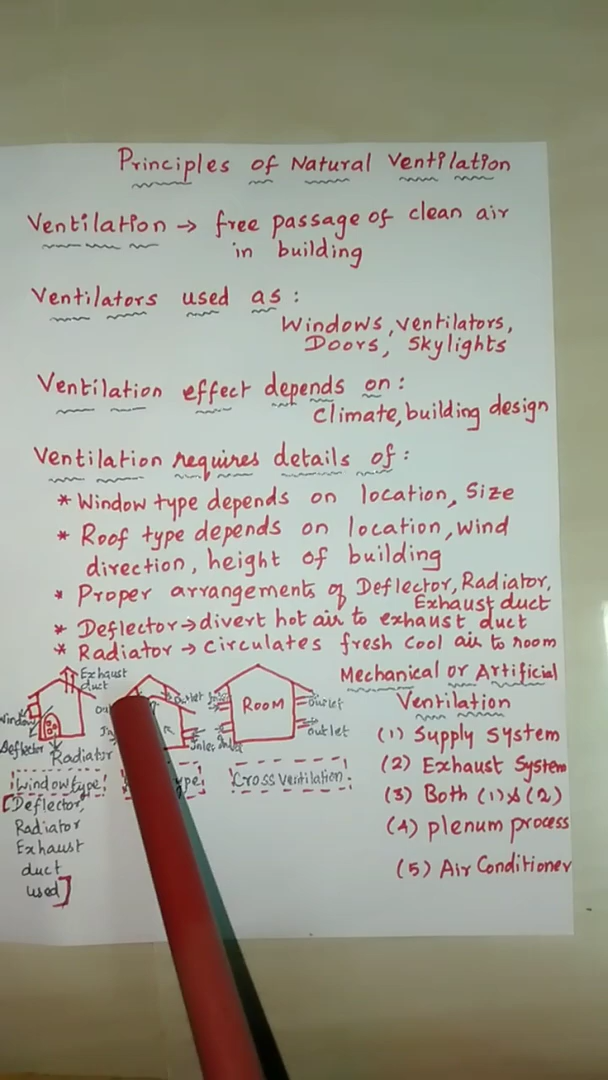 Principles of Natural Ventilation
Ventilation → free passage of clean air
in building
Ventilators used as :
Windows, ventilators,
Doors, Skylights
Ventilation effect depends on :
Climate, building design
Ventilation requires details of :
* Window type depends on location, Size
* Roof type depends on location, wind
direction, height of building
* Proper arrangements of Deflector, Radiator,
Exhaust duct
* Deflector → divert hot air to exhaust duct
* Radiator → circulates fresh cool air to room
Exhaust
duct
Window
Deflector
Radiator
Window type
[Deflector,
Radiator
Exhaust
duct
used]
outlet
Inlet
ROOM
Inlet
outlet
outlet
Cross ventilation
Mechanical or Artificial
Ventilation
(1) Supply System
(2) Exhaust System
(3) Both (1) & (2)
(4) plenum process
(5) Air Conditioner